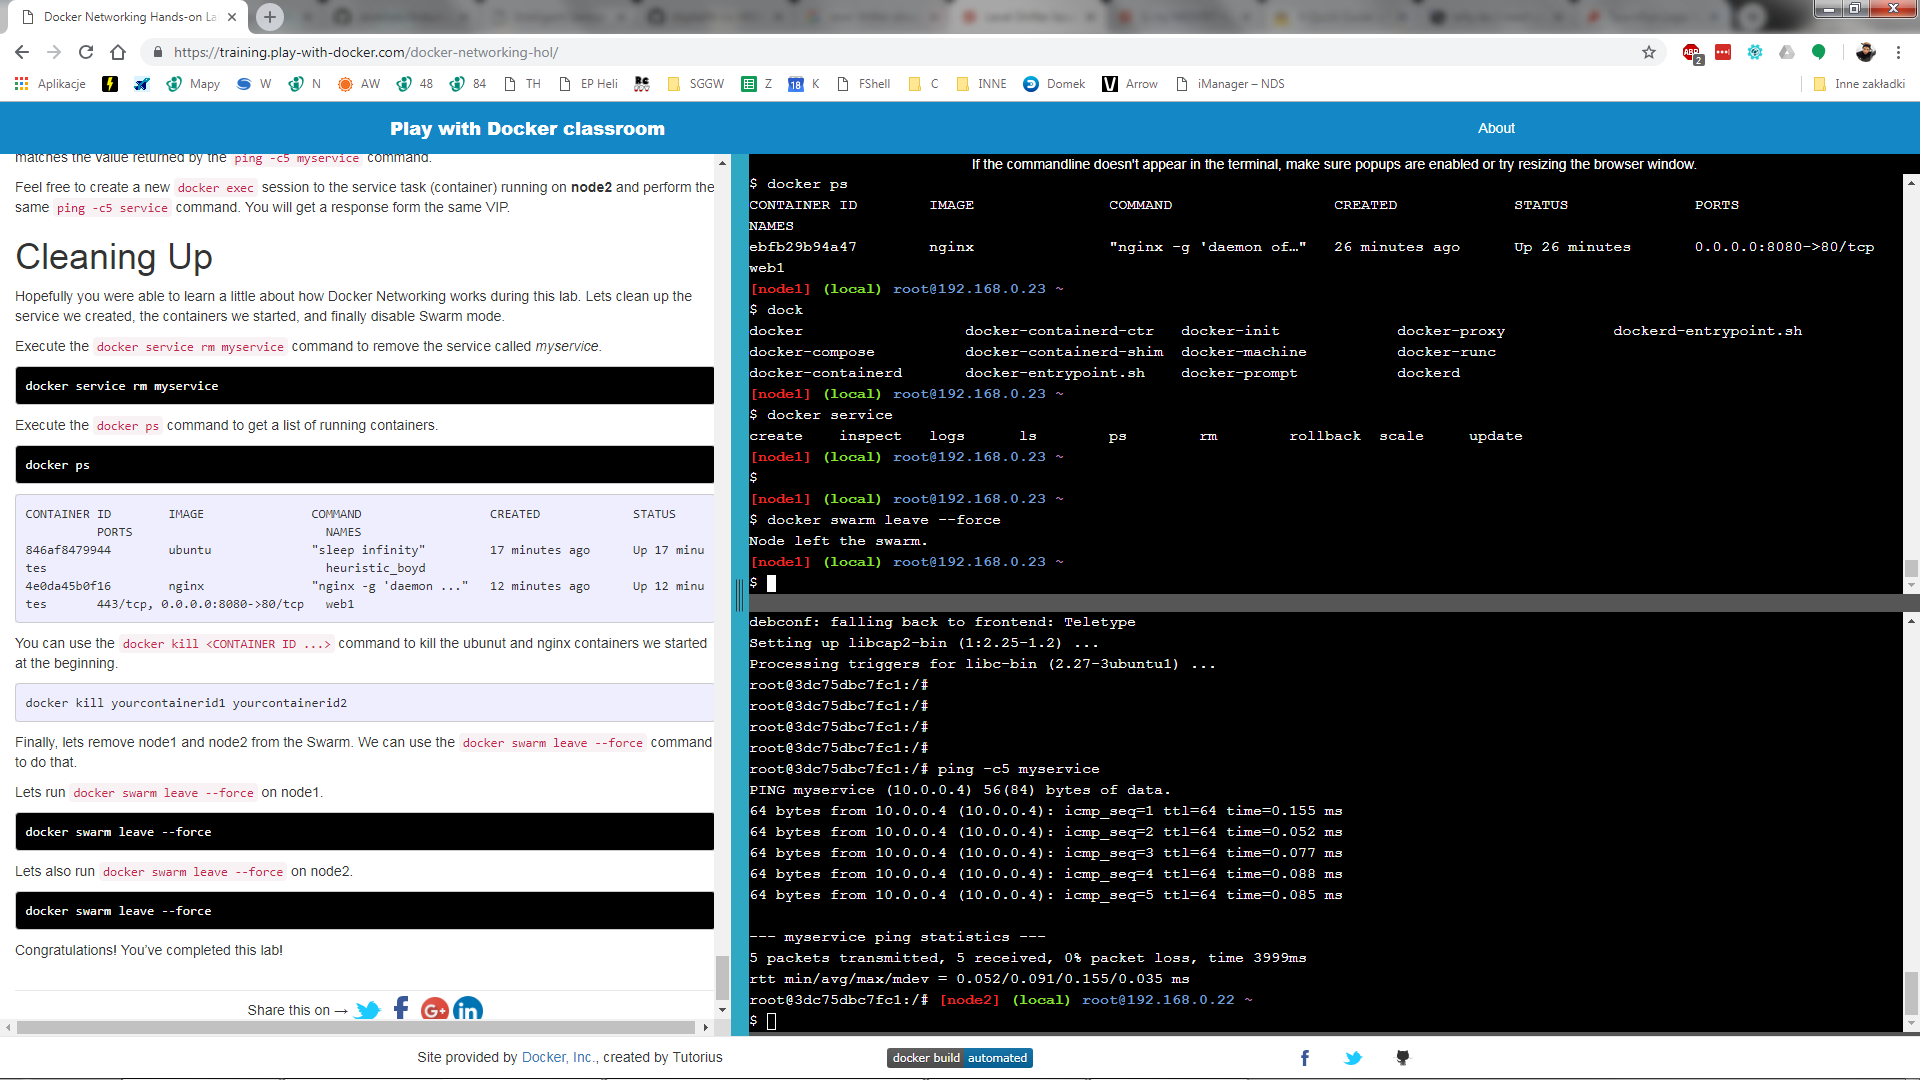 Docker Networking Hands-on La
https://training.play-with-docker.com/docker-networking-hol/
2
Aplikacje
Mapy
W
N
AW
48
84
TH
EP Heli
SGGW
Z
18
K
FShell
C
INNE
Domek
Arrow
iManager – NDS
Inne zakładki
Play with Docker classroom
About
matches the value returned by the ping -c5 myservice command.
Feel free to create a new docker exec session to the service task (container) running on node2 and perform the
same ping -c5 service command. You will get a response form the same VIP.
Cleaning Up
Hopefully you were able to learn a little about how Docker Networking works during this lab. Lets clean up the
service we created, the containers we started, and finally disable Swarm mode.
Execute the docker service rm myservice command to remove the service called myservice.
docker service rm myservice
Execute the docker ps command to get a list of running containers.
docker ps
CONTAINER ID IMAGE COMMAND CREATED STATUS
PORTS NAMES
846af8479944 ubuntu "sleep infinity" 17 minutes ago Up 17 minu
tes heuristic_boyd
4e0da45b0f16 nginx "nginx -g 'daemon ..." 12 minutes ago Up 12 minu
tes 443/tcp, 0.0.0.0:8080->80/tcp web1
You can use the docker kill <CONTAINER ID ...> command to kill the ubunut and nginx containers we started
at the beginning.
docker kill yourcontainerid1 yourcontainerid2
Finally, lets remove node1 and node2 from the Swarm. We can use the docker swarm leave --force command
to do that.
Lets run docker swarm leave --force on node1.
docker swarm leave --force
Lets also run docker swarm leave --force on node2.
docker swarm leave --force
Congratulations! You've completed this lab!
Share this on →
If the commandline doesn't appear in the terminal, make sure popups are enabled or try resizing the browser window.
$ docker ps
CONTAINER ID IMAGE COMMAND CREATED STATUS PORTS
NAMES
ebfb29b94a47 nginx "nginx -g 'daemon of…" 26 minutes ago Up 26 minutes 0.0.0.0:8080->80/tcp
web1
[node1] (local) root@192.168.0.23 ~
$ dock
docker docker-containerd-ctr docker-init docker-proxy dockerd-entrypoint.sh
docker-compose docker-containerd-shim docker-machine docker-runc
docker-containerd docker-entrypoint.sh docker-prompt dockerd
[node1] (local) root@192.168.0.23 ~
$ docker service
create inspect logs ls ps rm rollback scale update
[node1] (local) root@192.168.0.23 ~
$
[node1] (local) root@192.168.0.23 ~
$ docker swarm leave --force
Node left the swarm.
[node1] (local) root@192.168.0.23 ~
$
debconf: falling back to frontend: Teletype
Setting up libcap2-bin (1:2.25-1.2) ...
Processing triggers for libc-bin (2.27-3ubuntu1) ...
root@3dc75dbc7fc1:/#
root@3dc75dbc7fc1:/#
root@3dc75dbc7fc1:/#
root@3dc75dbc7fc1:/#
root@3dc75dbc7fc1:/# ping -c5 myservice
PING myservice (10.0.0.4) 56(84) bytes of data.
64 bytes from 10.0.0.4 (10.0.0.4): icmp_seq=1 ttl=64 time=0.155 ms
64 bytes from 10.0.0.4 (10.0.0.4): icmp_seq=2 ttl=64 time=0.052 ms
64 bytes from 10.0.0.4 (10.0.0.4): icmp_seq=3 ttl=64 time=0.077 ms
64 bytes from 10.0.0.4 (10.0.0.4): icmp_seq=4 ttl=64 time=0.088 ms
64 bytes from 10.0.0.4 (10.0.0.4): icmp_seq=5 ttl=64 time=0.085 ms
--- myservice ping statistics ---
5 packets transmitted, 5 received, 0% packet loss, time 3999ms
rtt min/avg/max/mdev = 0.052/0.091/0.155/0.035 ms
root@3dc75dbc7fc1:/# [node2] (local) root@192.168.0.22 ~
$
Site provided by Docker, Inc., created by Tutorius
docker build automated